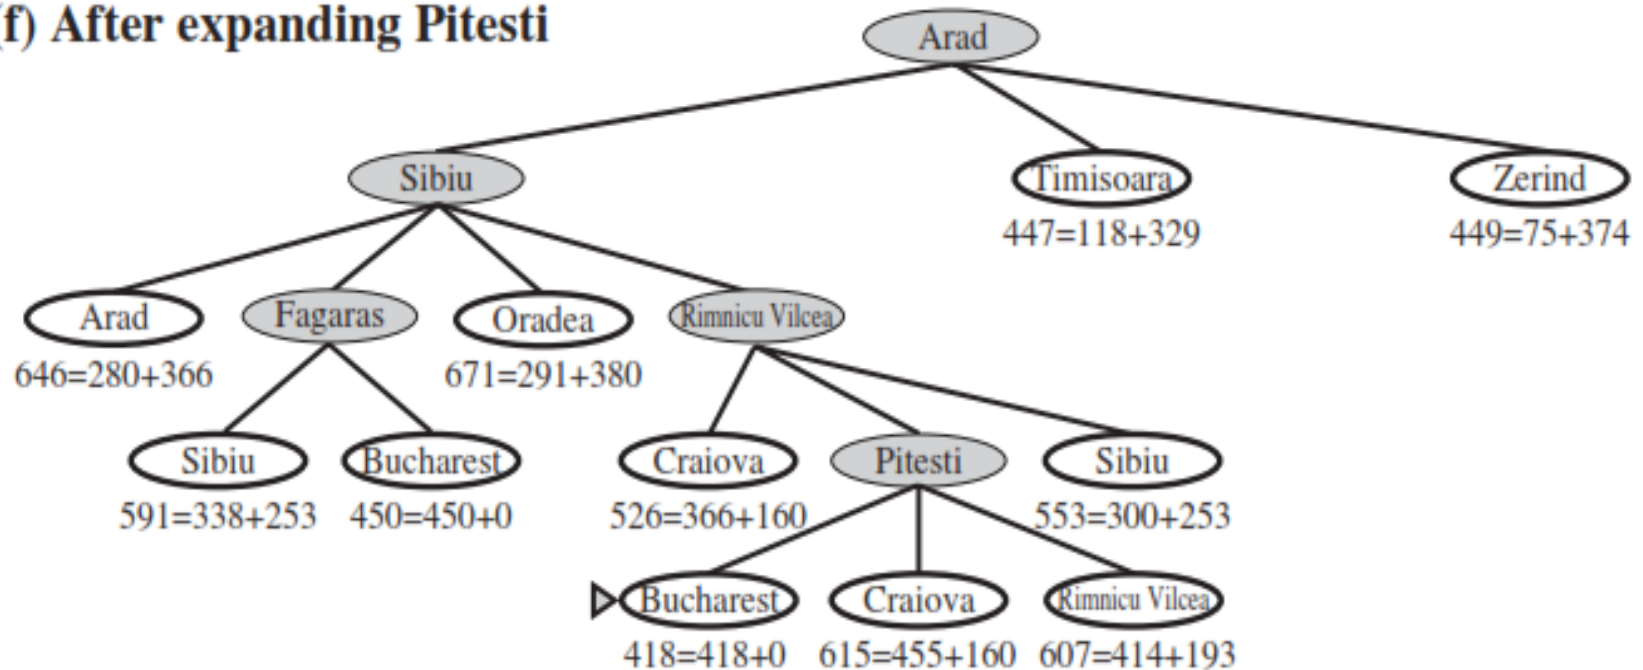 (f) After expanding Pitesti
Arad
Sibiu
Timisoara
Zerind
447=118+329
449=75+374
Arad
Fagaras
Oradea
Rimnicu Vilcea
646=280+366
671=291+380
Sibiu
Bucharest
Craiova
Pitesti
Sibiu
591=338+253
450=450+0
526=366+160
553=300+253
Bucharest
Craiova
Rimnicu Vilcea
418=418+0
615=455+160
607=414+193